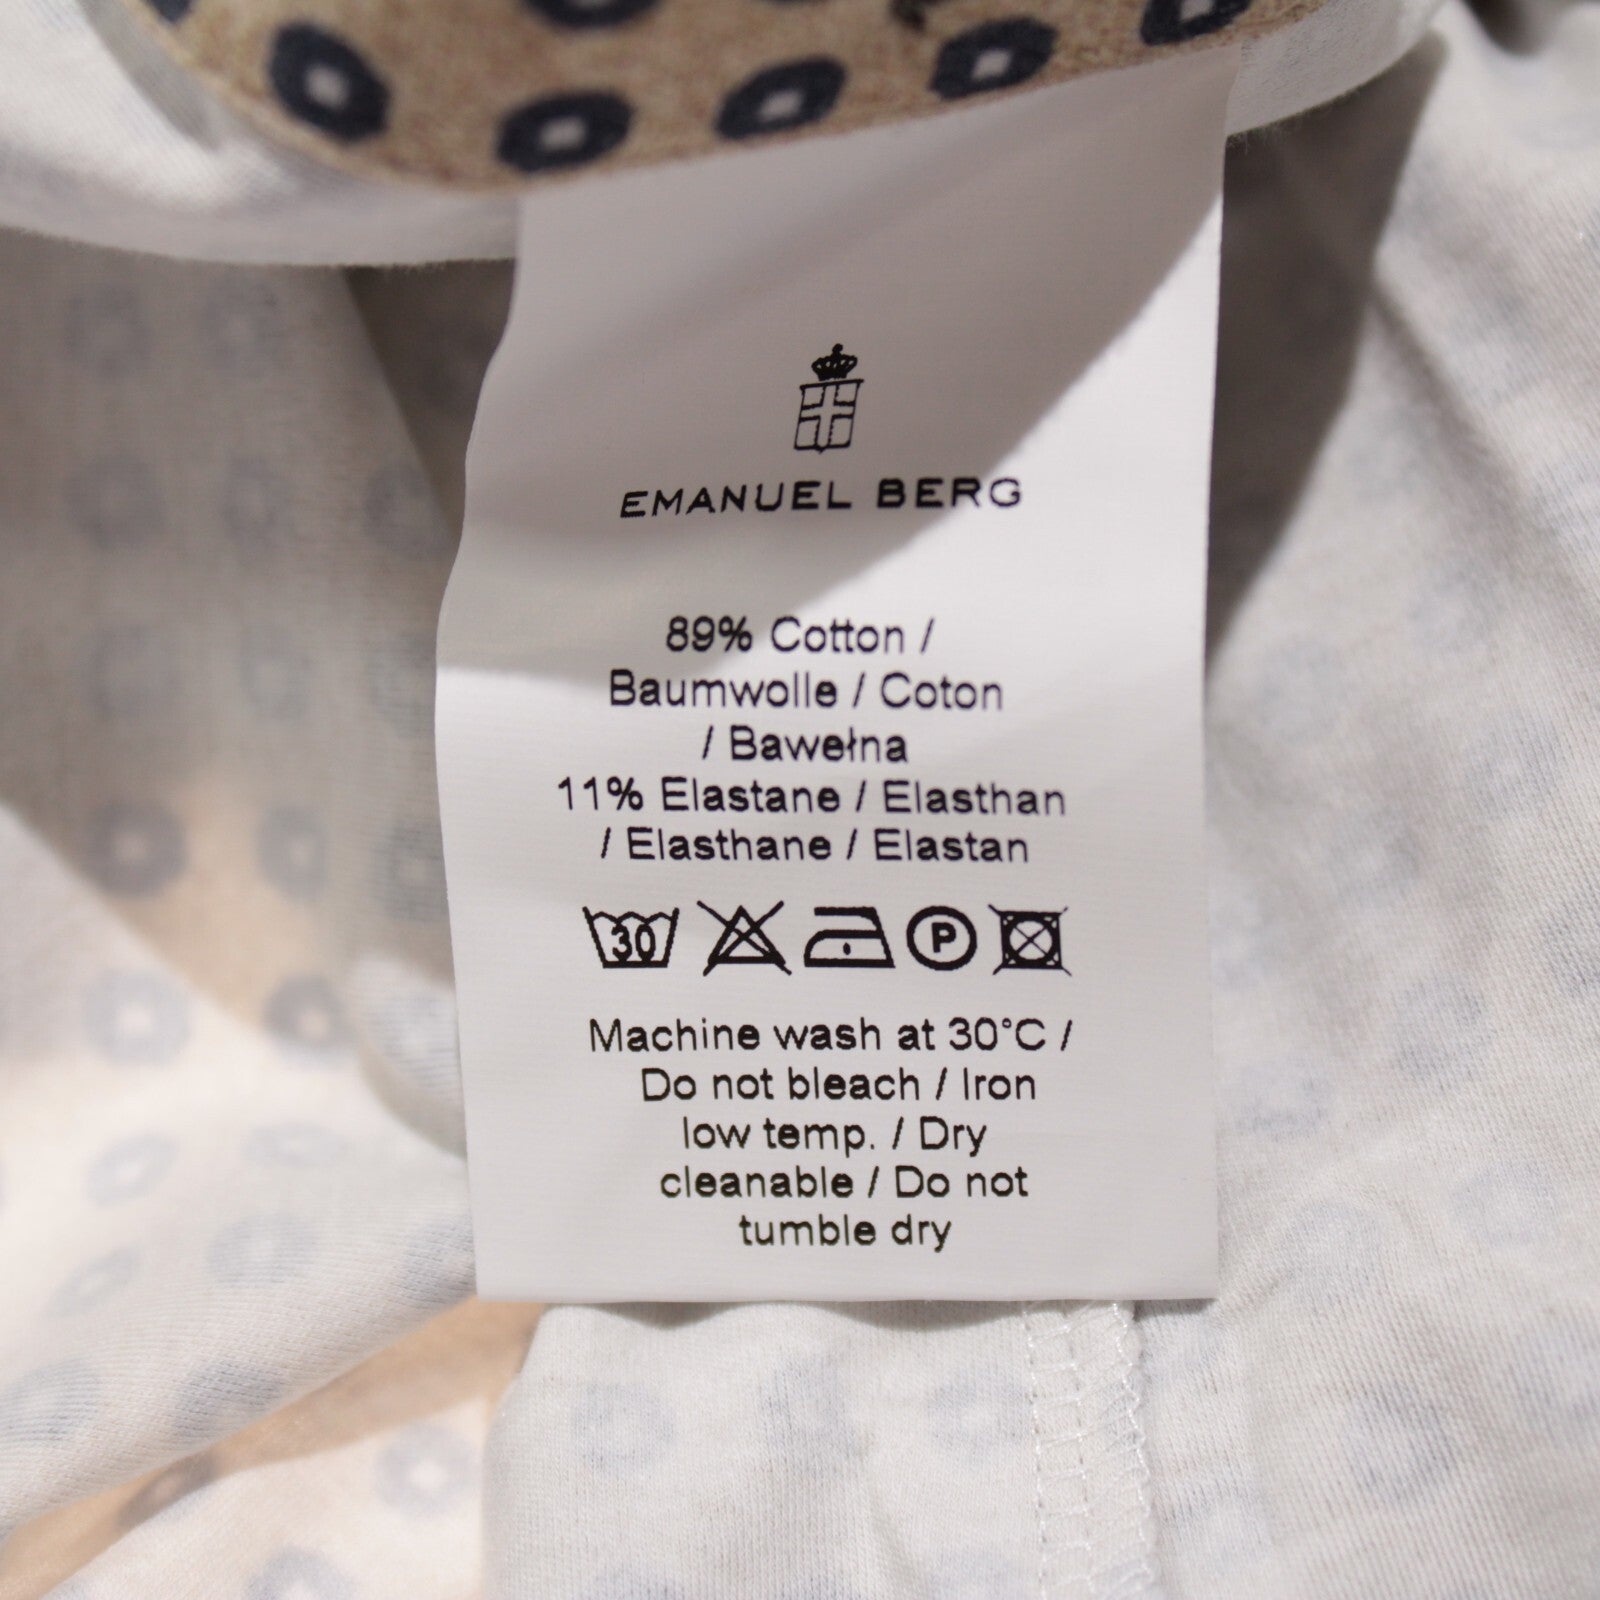 EMANUEL BERG
89% Cotton /
Baumwolle / Coton
/ Bawełna
11% Elastane / Elasthan
/ Elasthane / Elastan
30 P
Machine wash at 30°C /
Do not bleach / Iron
low temp. / Dry
cleanable / Do not
tumble dry